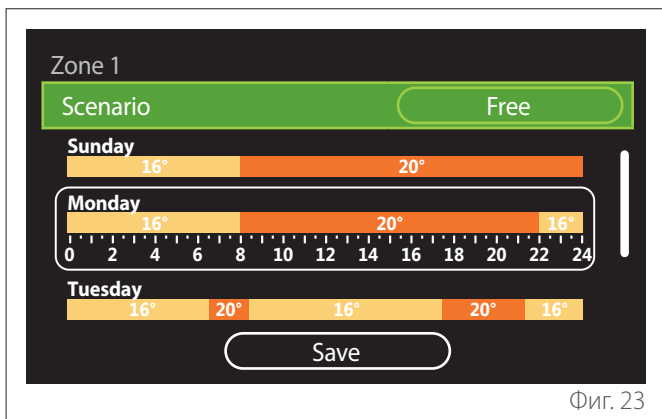 Zone 1
Scenario Free
Sunday
16° 20°
Monday
16° 20° 16°
0 2 4 6 8 10 12 14 16 18 20 22 24
Tuesday
16° 20° 16° 20° 16°
Save
Фиг. 23